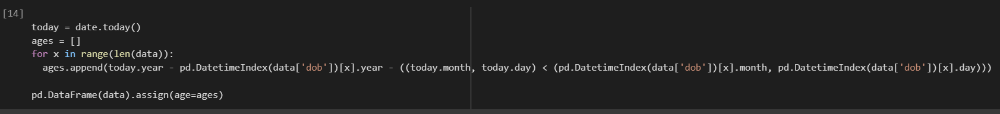 [14]
today = date.today()
ages = []
for x in range(len(data)):
  ages.append(today.year - pd.DatetimeIndex(data['dob'])[x].year - ((today.month, today.day) < (pd.DatetimeIndex(data['dob'])[x].month, pd.DatetimeIndex(data['dob'])[x].day)))
pd.DataFrame(data).assign(age=ages)